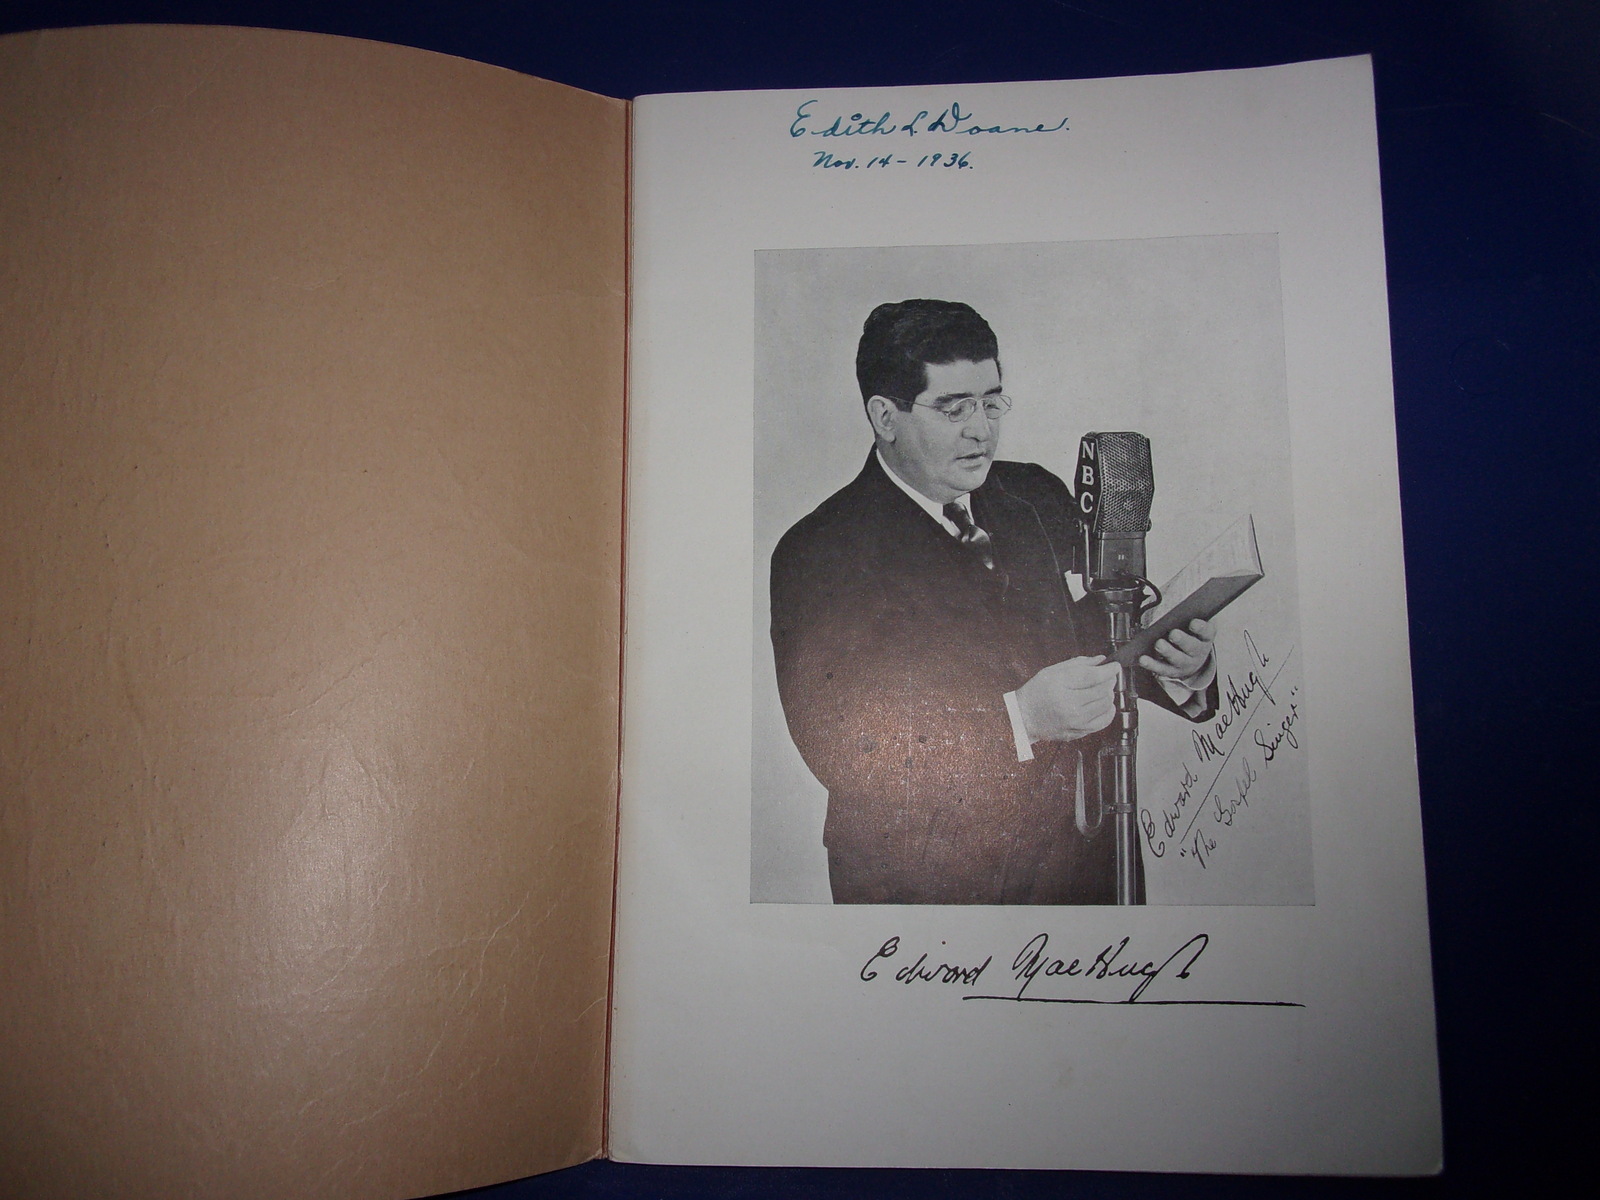 Edith L Doane.
Nov. 14 - 1936.
NBC
Edward MacHugh
"The Gospel Singer"
Edward MacHugh